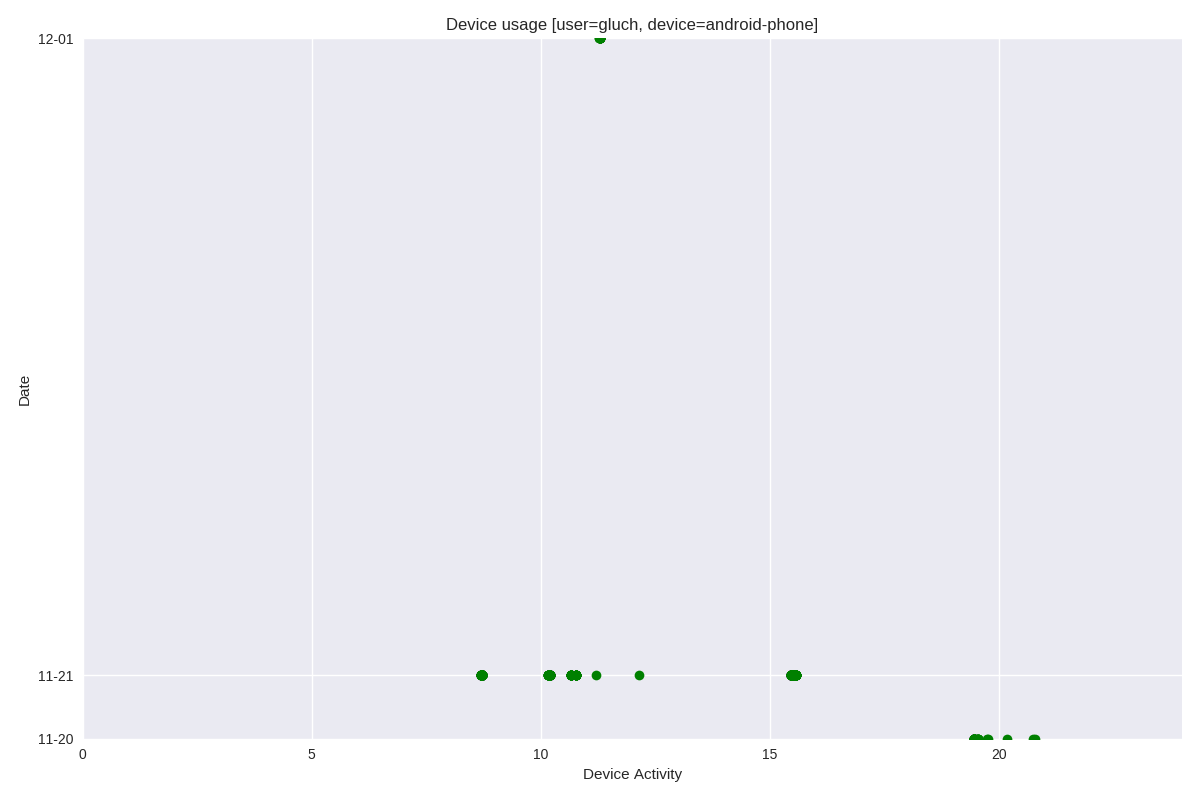 Device usage [user=gluch, device=android-phone]
12-01
Date
11-21
11-20
0 5 10 15 20
Device Activity